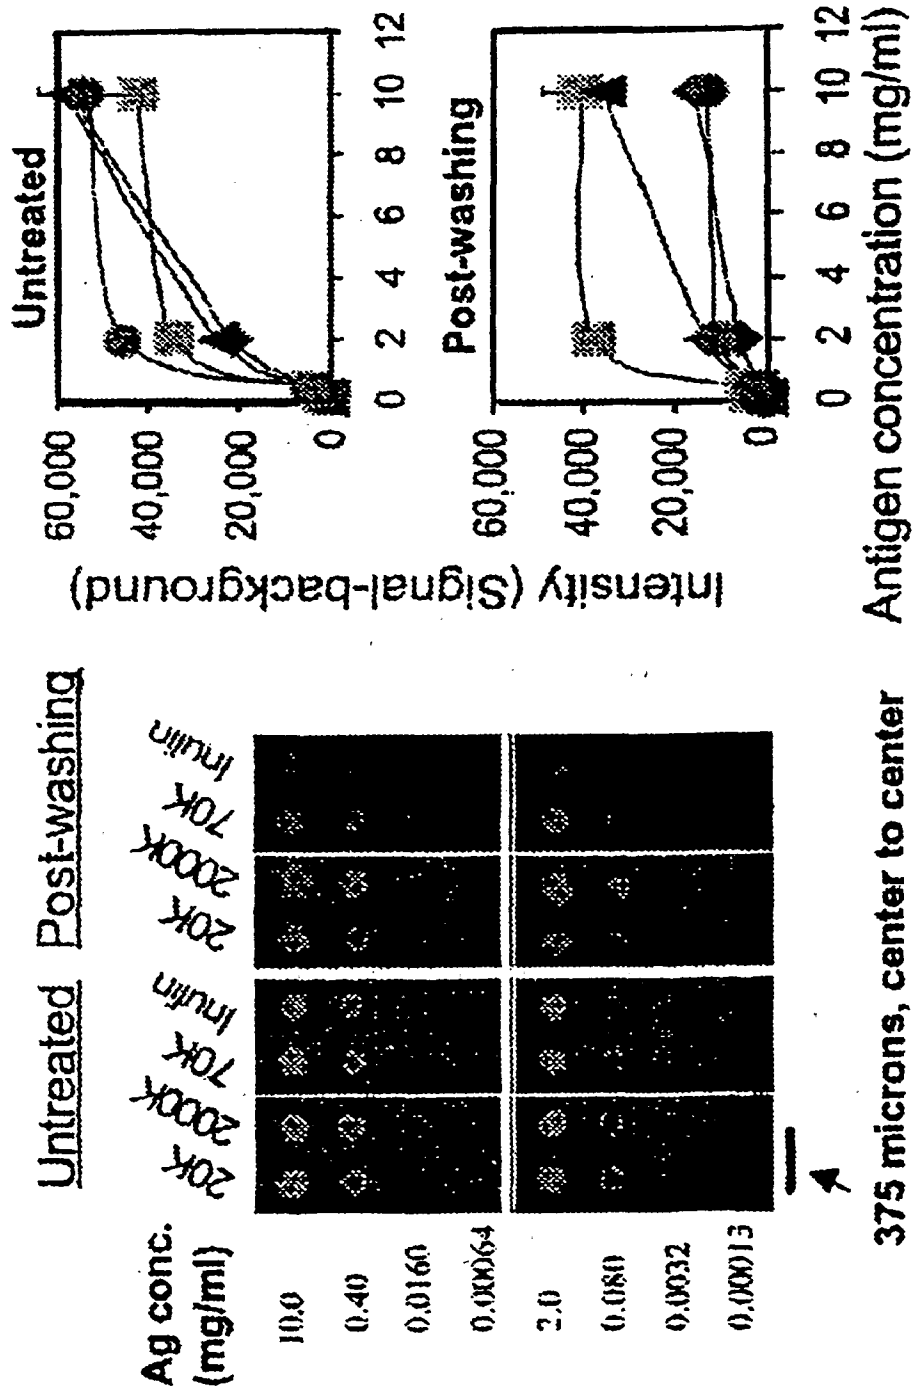 Untreated Post-washing
Ag conc.
(mg/ml)
20K 2000K 70K Inulin 20K 2000K 70K Inulin
10.0
0.40
0.0160
0.00064
2.0
0.080
0.0032
0.00013
375 microns, center to center
Intensity (Signal-background)
Untreated
60,000
40,000
20,000
0
0 2 4 6 8 10 12
Post-washing
60,000
40,000
20,000
0
0 2 4 6 8 10 12
Antigen concentration (mg/ml)